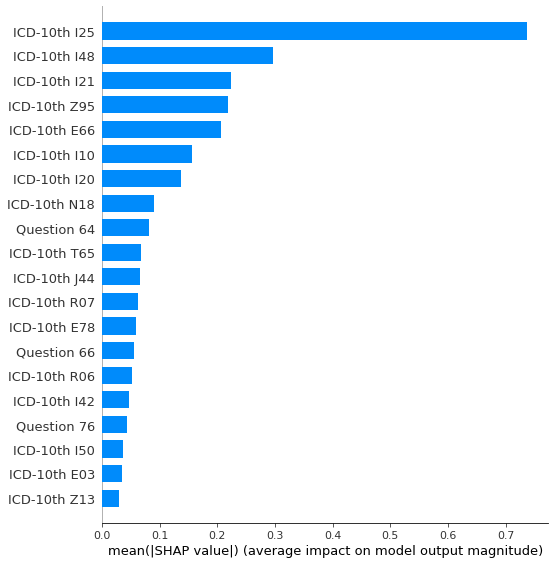 ICD-10th I25
ICD-10th I48
ICD-10th I21
ICD-10th Z95
ICD-10th E66
ICD-10th I10
ICD-10th I20
ICD-10th N18
Question 64
ICD-10th T65
ICD-10th J44
ICD-10th R07
ICD-10th E78
Question 66
ICD-10th R06
ICD-10th I42
Question 76
ICD-10th I50
ICD-10th E03
ICD-10th Z13
0.0 0.1 0.2 0.3 0.4 0.5 0.6 0.7
mean(|SHAP value|) (average impact on model output magnitude)